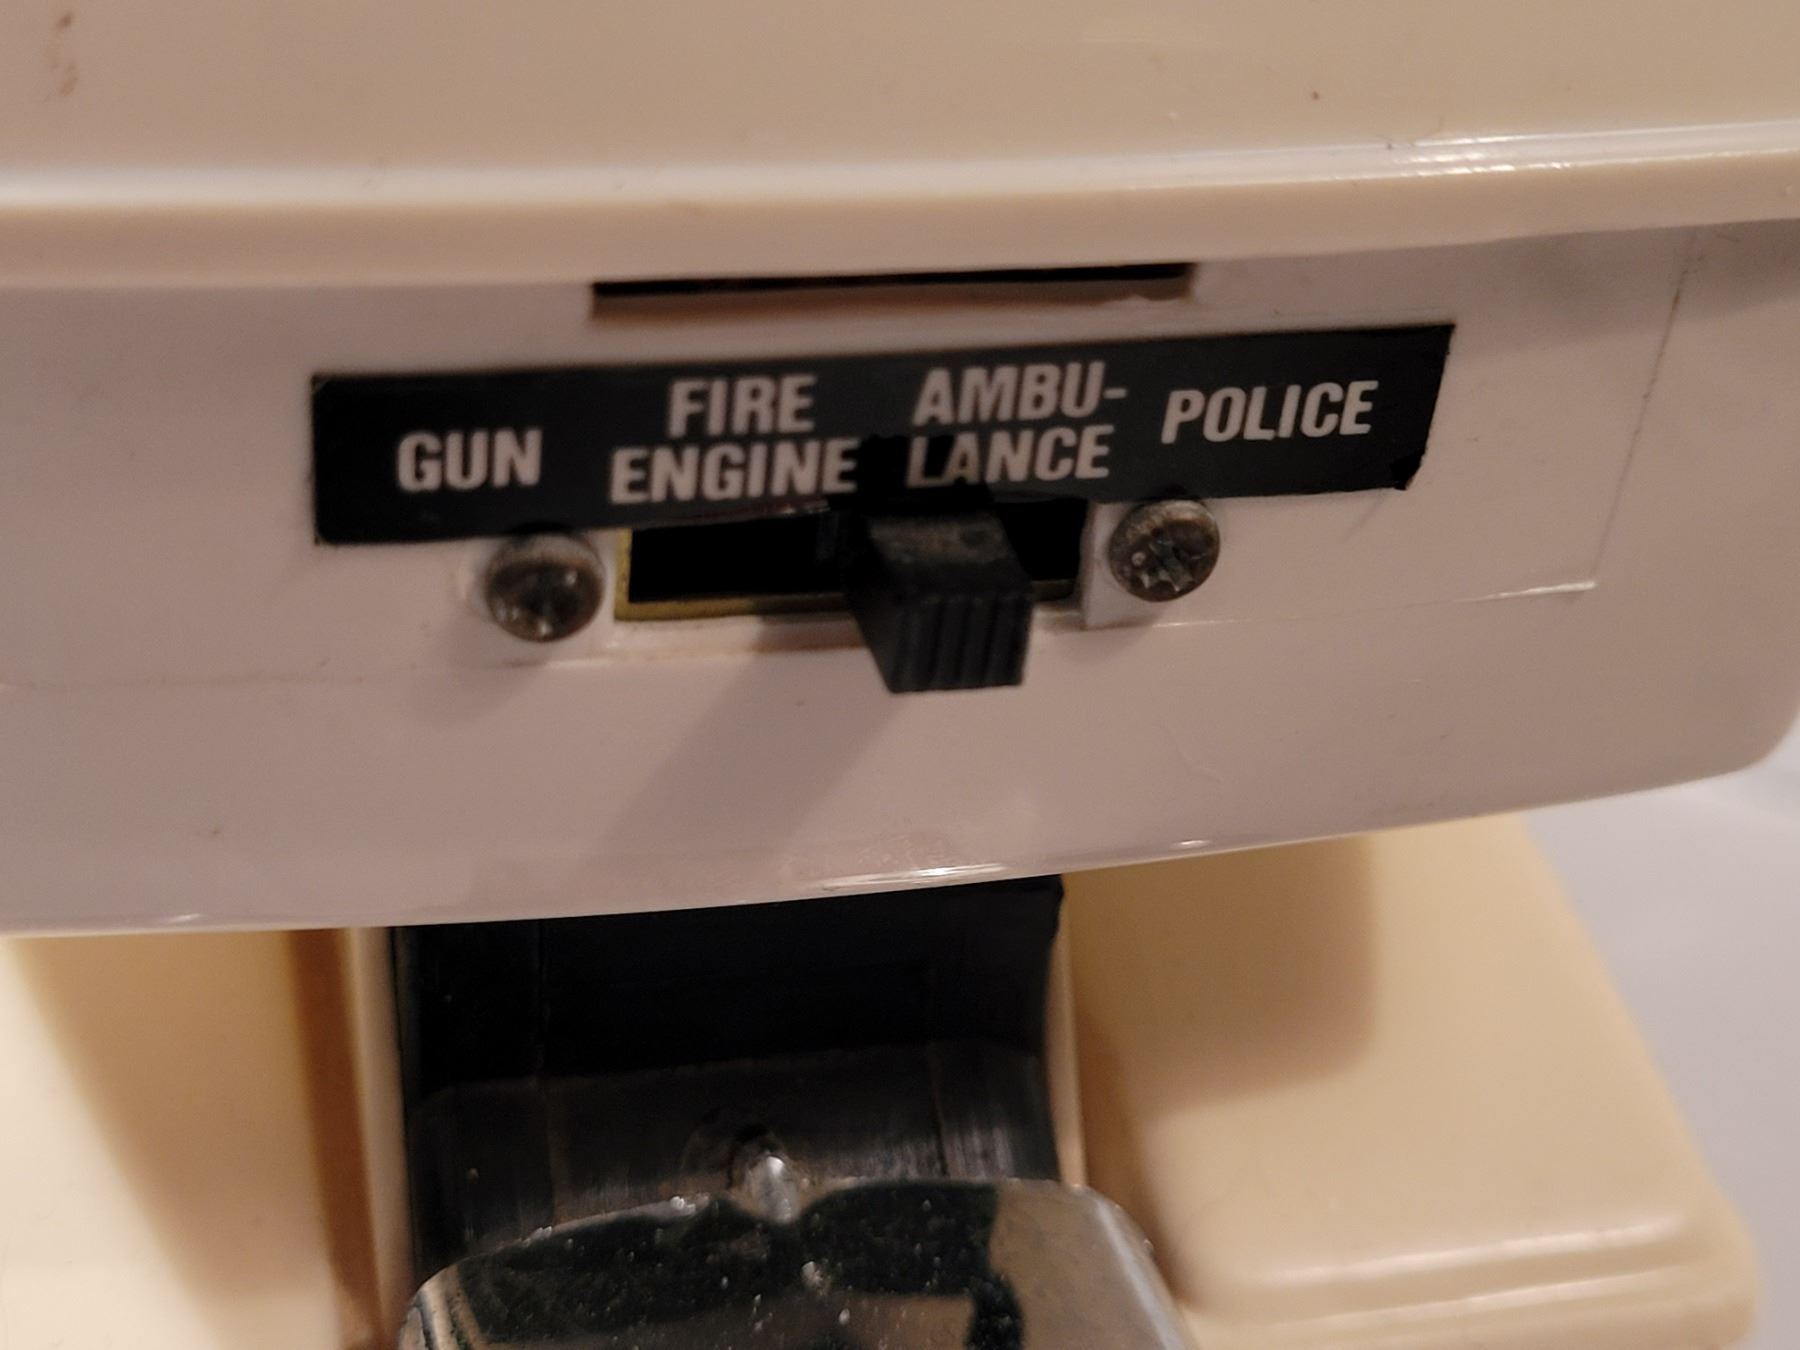 GUN
FIRE
ENGINE
AMBU-
LANCE
POLICE